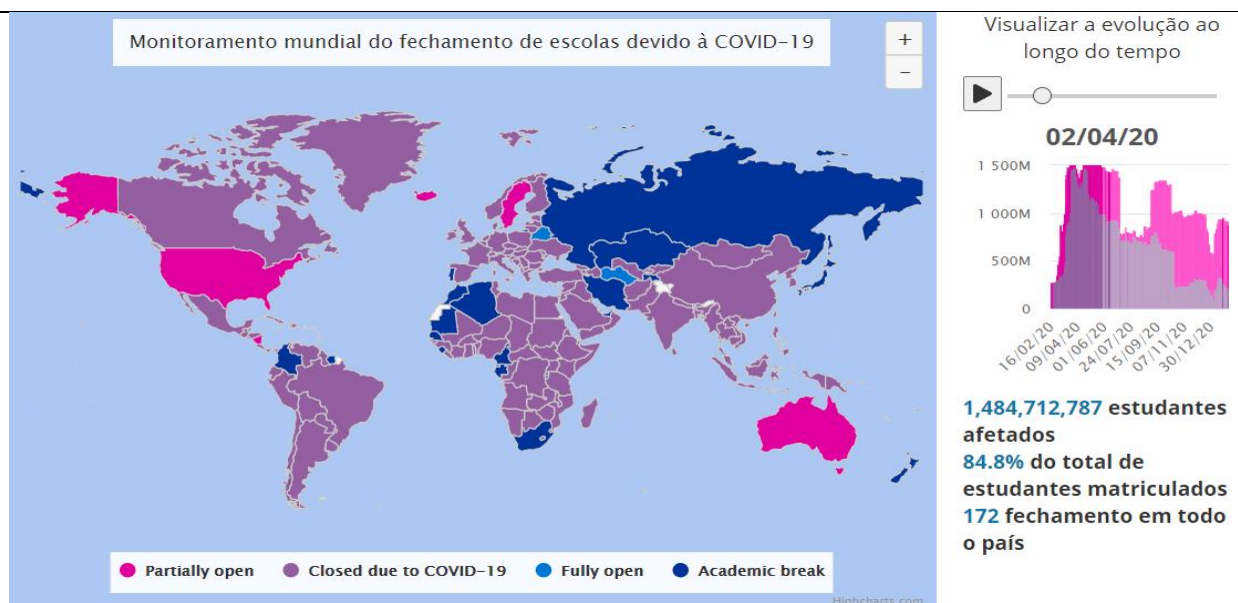 Monitoramento mundial do fechamento de escolas devido à COVID-19
+
−
Partially open
Closed due to COVID-19
Fully open
Academic break
Highcharts.com
Visualizar a evolução ao
longo do tempo
02/04/20
1 500M
1 000M
500M
0
16/02/20
09/04/20
01/06/20
24/07/20
15/09/20
07/11/20
30/12/20
1,484,712,787 estudantes
afetados
84.8% do total de
estudantes matriculados
172 fechamento em todo
o país